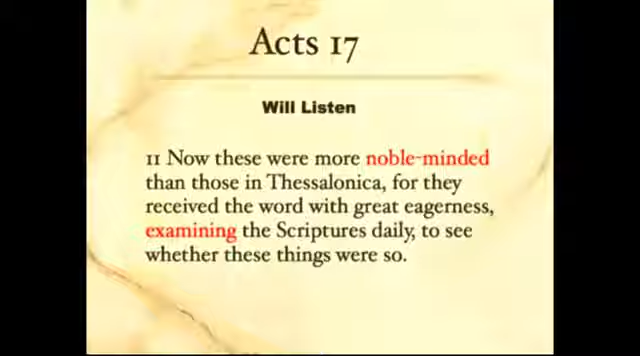 Acts 17
Will Listen
11 Now these were more noble-minded
than those in Thessalonica, for they
received the word with great eagerness,
examining the Scriptures daily, to see
whether these things were so.